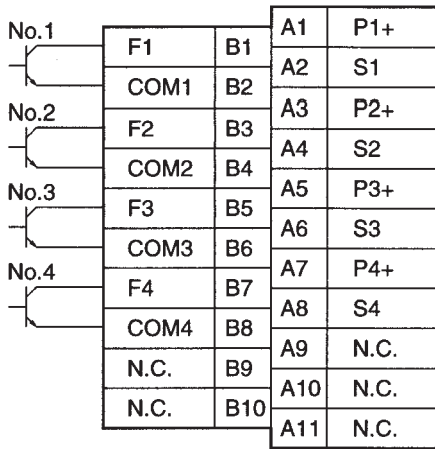 No.1
F1 B1
COM1 B2
No.2
F2 B3
COM2 B4
No.3
F3 B5
COM3 B6
No.4
F4 B7
COM4 B8
N.C. B9
N.C. B10
A1 P1+
A2 S1
A3 P2+
A4 S2
A5 P3+
A6 S3
A7 P4+
A8 S4
A9 N.C.
A10 N.C.
A11 N.C.